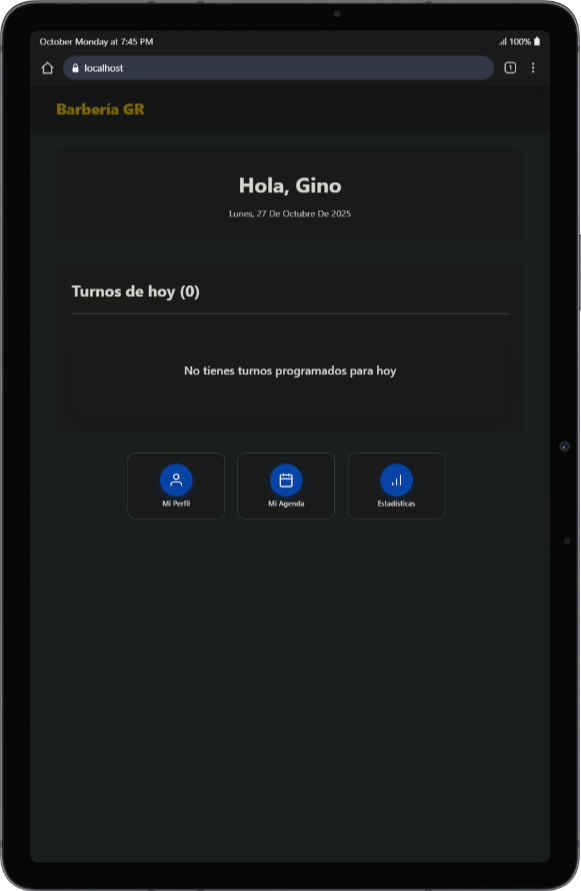 October Monday at 7:45 PM
100%
localhost
1
Barbería GR
Hola, Gino
Lunes, 27 De Octubre De 2025
Turnos de hoy (0)
No tienes turnos programados para hoy
Mi Perfil
Mi Agenda
Estadísticas